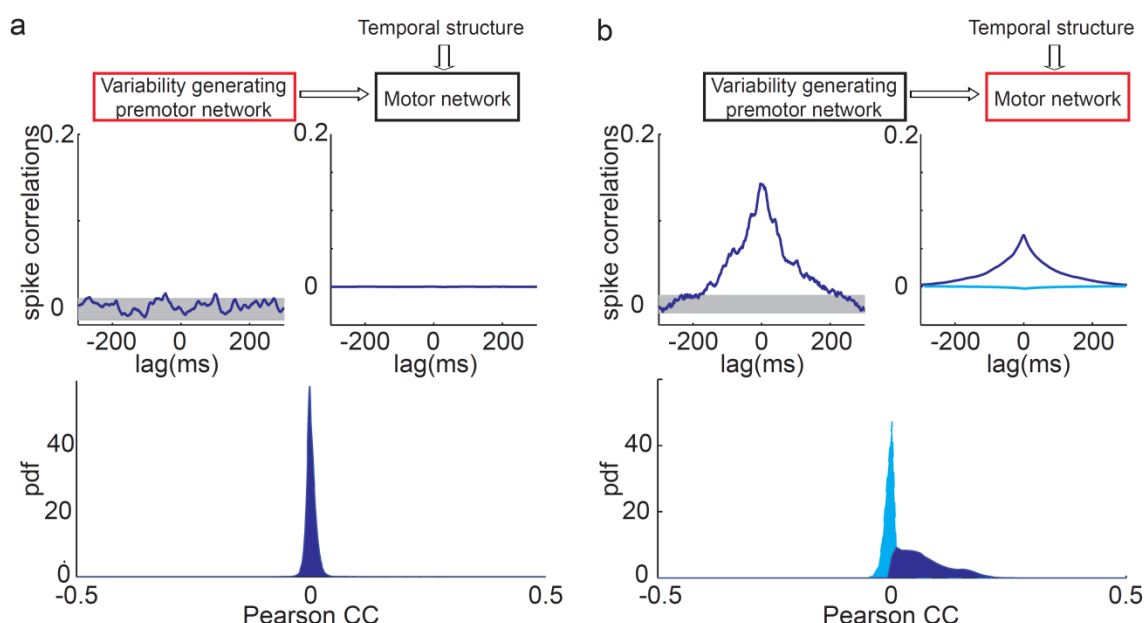 a
Temporal structure
Variability generating
premotor network
Motor network
spike correlations
0.2
0
-200 0 200
lag(ms)
0.2
0
-200 0 200
lag(ms)
pdf
40
20
0
-0.5 0 0.5
Pearson CC
b
Temporal structure
Variability generating
premotor network
Motor network
spike correlations
0.2
0
-200 0 200
lag(ms)
0.2
0
-200 0 200
lag(ms)
pdf
40
20
0
-0.5 0 0.5
Pearson CC